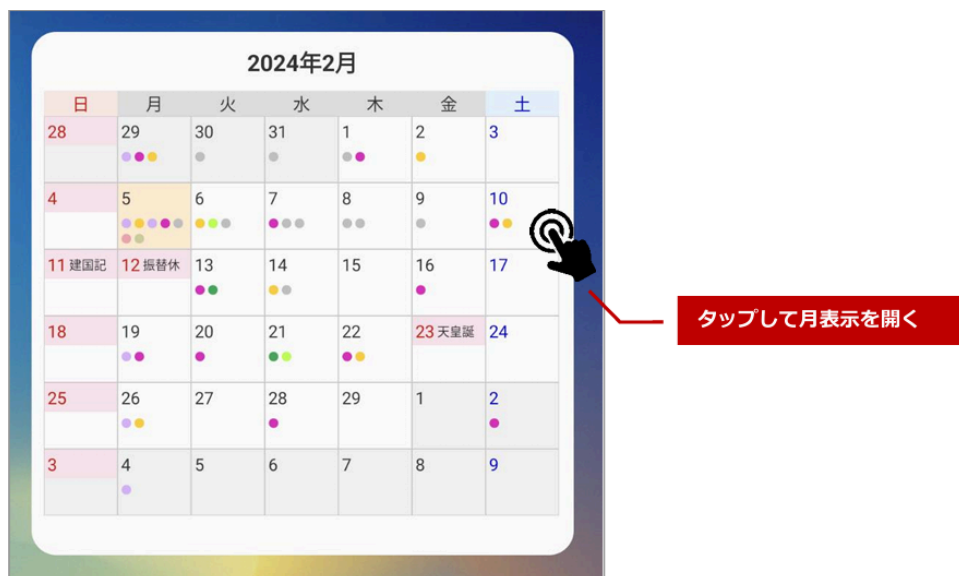 2024年2月
日 月 火 水 木 金 土
28 29 30 31 1 2 3
4 5 6 7 8 9 10
11 建国記 12 振替休 13 14 15 16 17
18 19 20 21 22 23 天皇誕 24
25 26 27 28 29 1 2
3 4 5 6 7 8 9
タップして月表示を開く